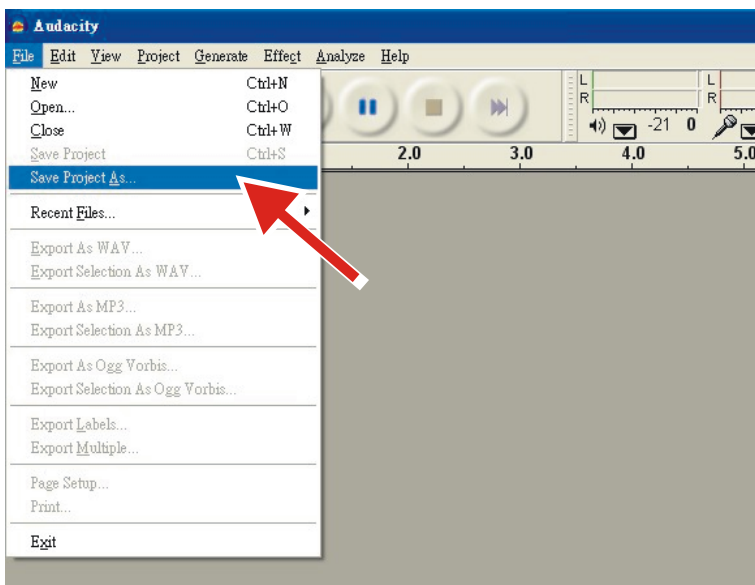 Audacity
File Edit View Project Generate Effect Analyze Help
New Ctrl+N
Open... Ctrl+O
Close Ctrl+W
Save Project Ctrl+S
Save Project As...
Recent Files...
Export As WAV...
Export Selection As WAV...
Export As MP3...
Export Selection As MP3...
Export As Ogg Vorbis...
Export Selection As Ogg Vorbis...
Export Labels...
Export Multiple...
Page Setup...
Print...
Exit
L L
R R
-21 0
2.0 3.0 4.0 5.0